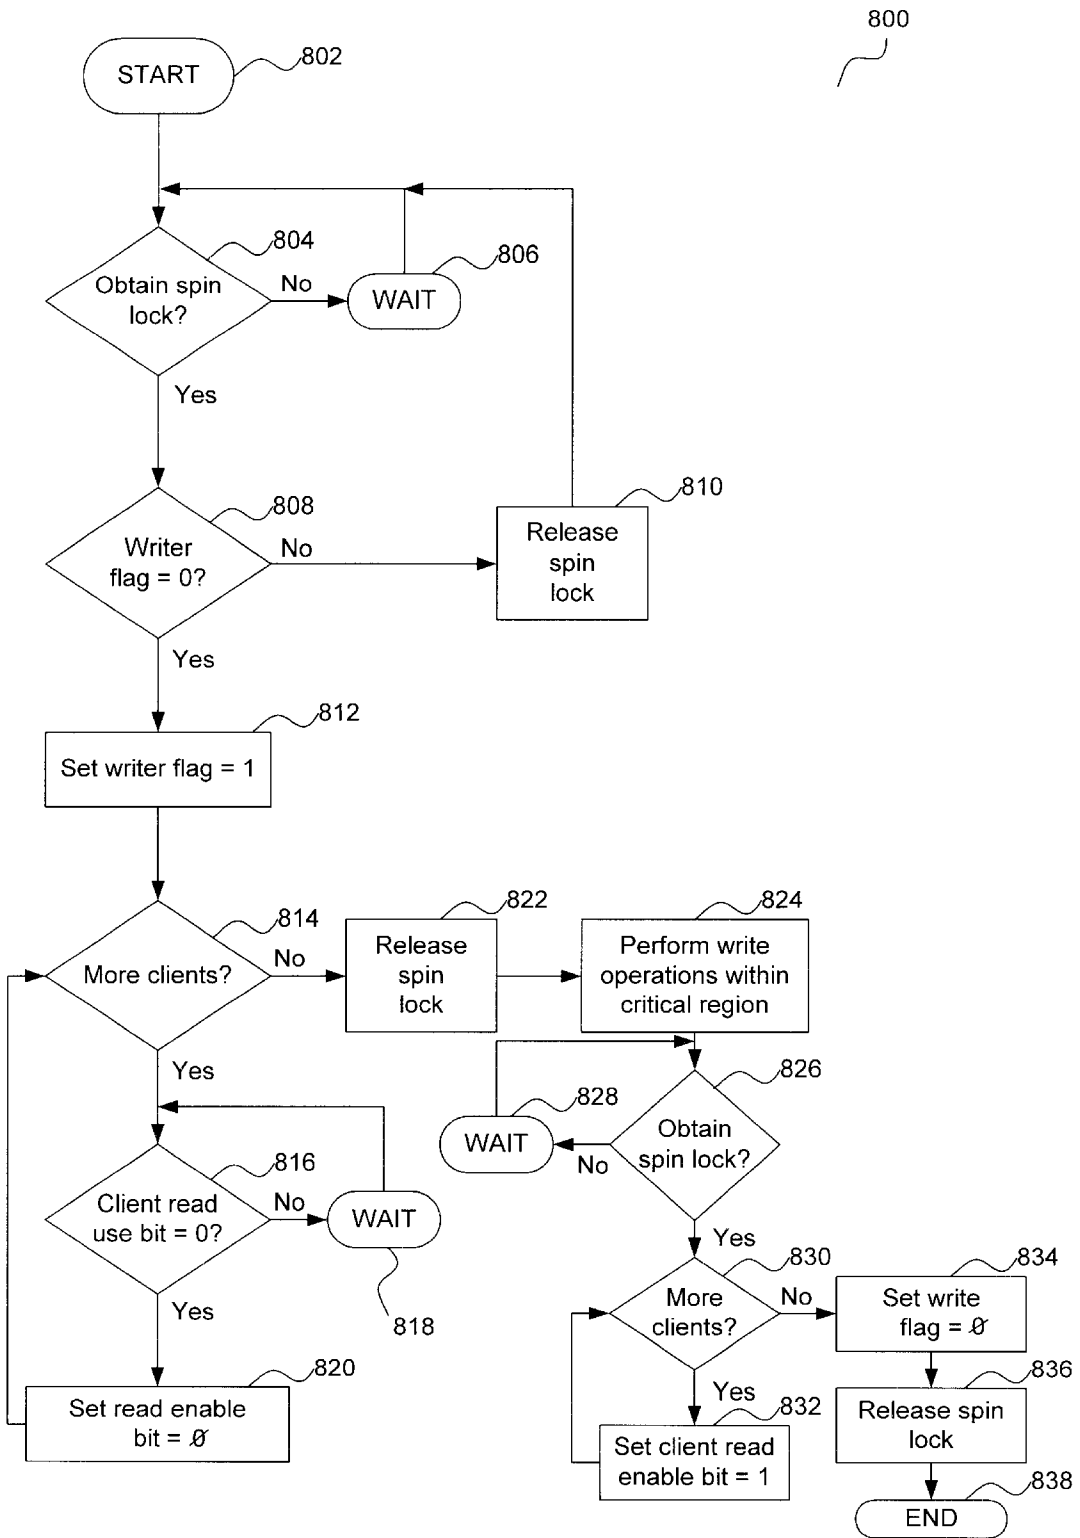 800
START
802
Obtain spin
lock?
804
No
WAIT
806
Yes
Writer
flag = 0?
808
No
Release
spin
lock
810
Yes
Set writer flag = 1
812
More clients?
814
No
Release
spin
lock
822
Perform write
operations within
critical region
824
Yes
Obtain
spin lock?
826
No
WAIT
828
Client read
use bit = 0?
816
No
WAIT
818
Yes
Yes
More
clients?
830
No
Set write
flag = 0
834
Set read enable
bit = 0
820
Yes
Set client read
enable bit = 1
832
Release spin
lock
836
END
838